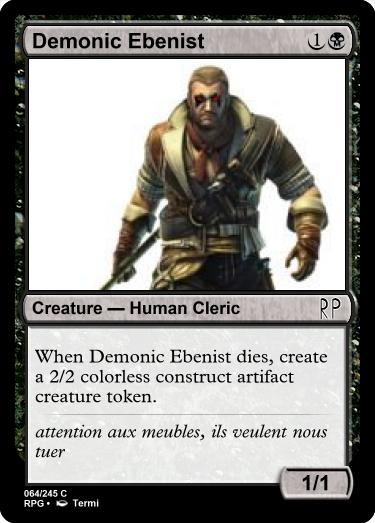 Demonic Ebenist 1
Creature — Human Cleric RP
When Demonic Ebenist dies, create
a 2/2 colorless construct artifact
creature token.
attention aux meubles, ils veulent nous
tuer
1/1
064/245 C
RPG • Termi